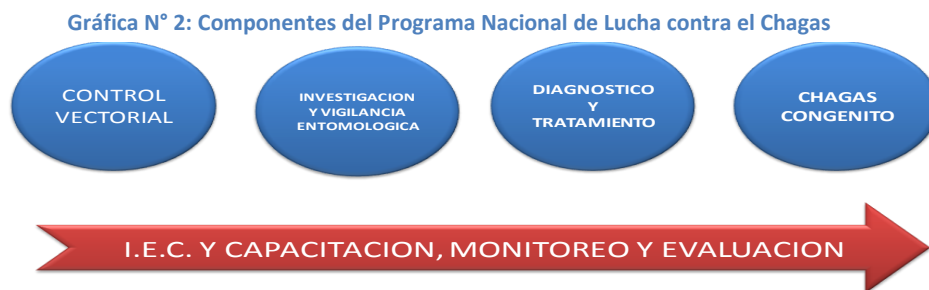 Gráfica N° 2: Componentes del Programa Nacional de Lucha contra el Chagas
CONTROL
VECTORIAL
INVESTIGACION
Y VIGILANCIA
ENTOMOLOGICA
DIAGNOSTICO
Y
TRATAMIENTO
CHAGAS
CONGENITO
I.E.C. Y CAPACITACION, MONITOREO Y EVALUACION